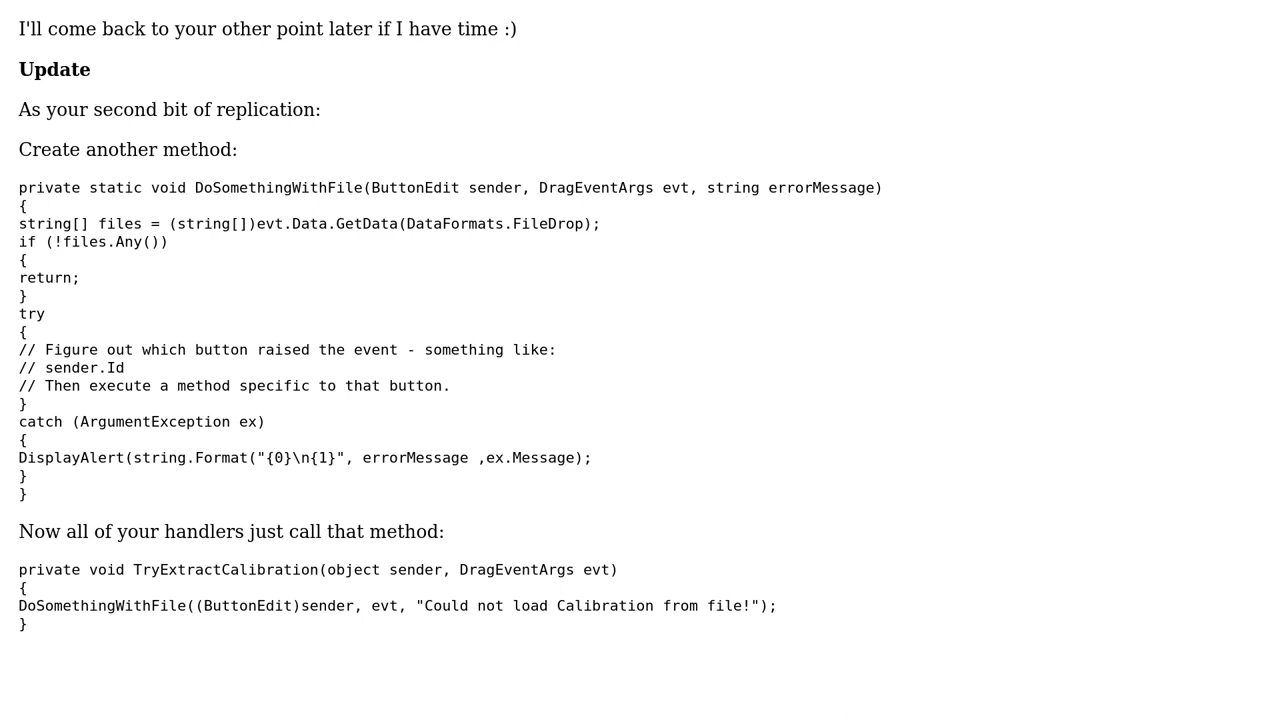 I'll come back to your other point later if I have time :)
Update
As your second bit of replication:
Create another method:
private static void DoSomethingWithFile(ButtonEdit sender, DragEventArgs evt, string errorMessage)
{
string[] files = (string[])evt.Data.GetData(DataFormats.FileDrop);
if (!files.Any())
{
return;
}
try
{
// Figure out which button raised the event - something like:
// sender.Id
// Then execute a method specific to that button.
}
catch (ArgumentException ex)
{
DisplayAlert(string.Format("{0}\n{1}", errorMessage ,ex.Message);
}
}
Now all of your handlers just call that method:
private void TryExtractCalibration(object sender, DragEventArgs evt)
{
DoSomethingWithFile((ButtonEdit)sender, evt, "Could not load Calibration from file!");
}